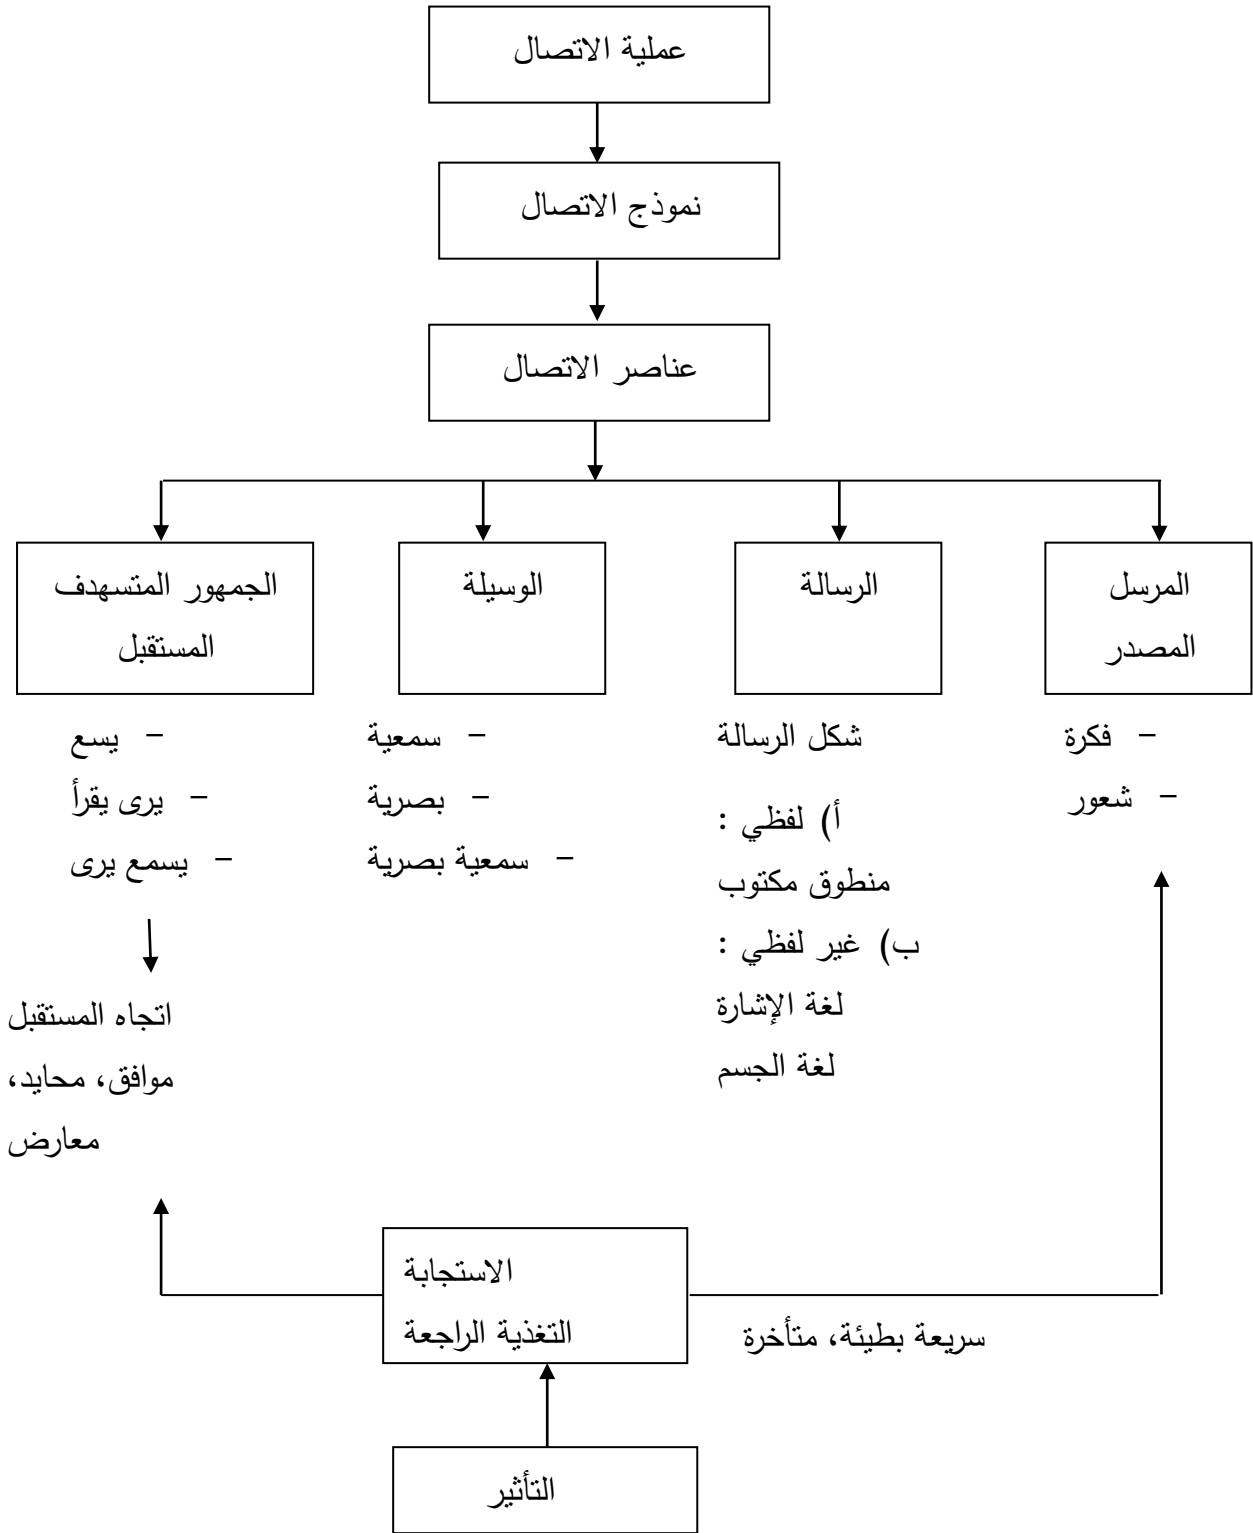 عملية الاتصال
نموذج الاتصال
عناصر الاتصال
المرسل
المصدر
- فكرة
- شعور
الرسالة
شكل الرسالة
أ) لفظي :
منطوق مكتوب
ب) غير لفظي :
لغة الإشارة
لغة الجسم
الوسيلة
- سمعية
- بصرية
- سمعية بصرية
الجمهور المتسهدف
المستقبل
- يسع
- يرى يقرأ
- يسمع يرى
اتجاه المستقبل
موافق، محايد،
معارض
الاستجابة
التغذية الراجعة
سريعة بطيئة، متأخرة
التأثير